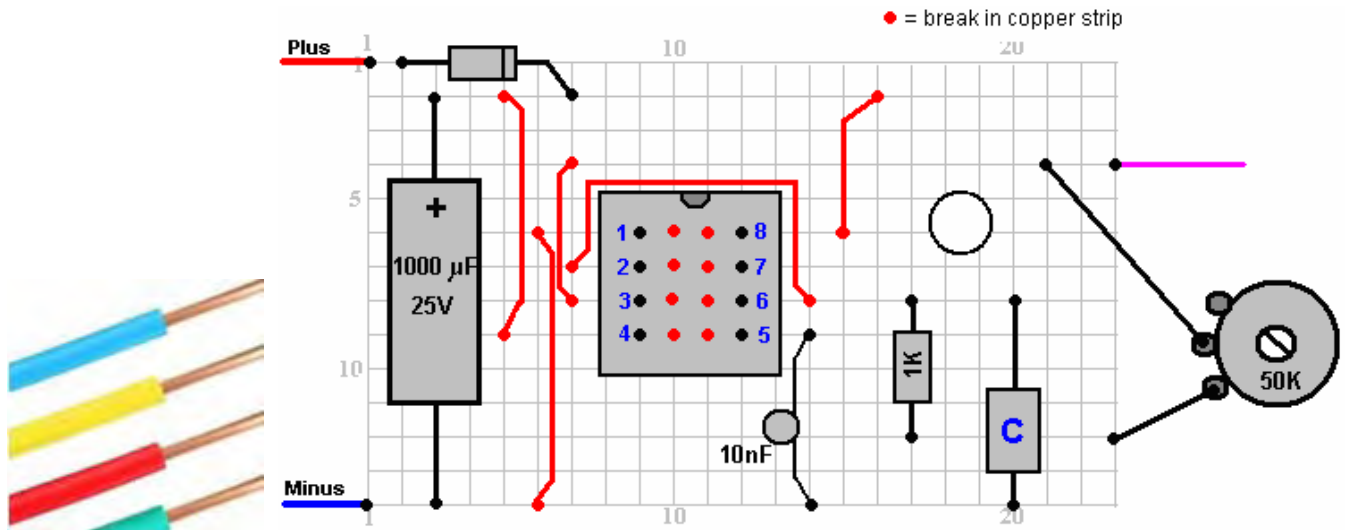 = break in copper strip
Plus
1 10 20
1
5
10
+
1000 µF
25V
1 8
2 7
3 6
4 5
1K
50K
C
10nF
Minus
1 10 20